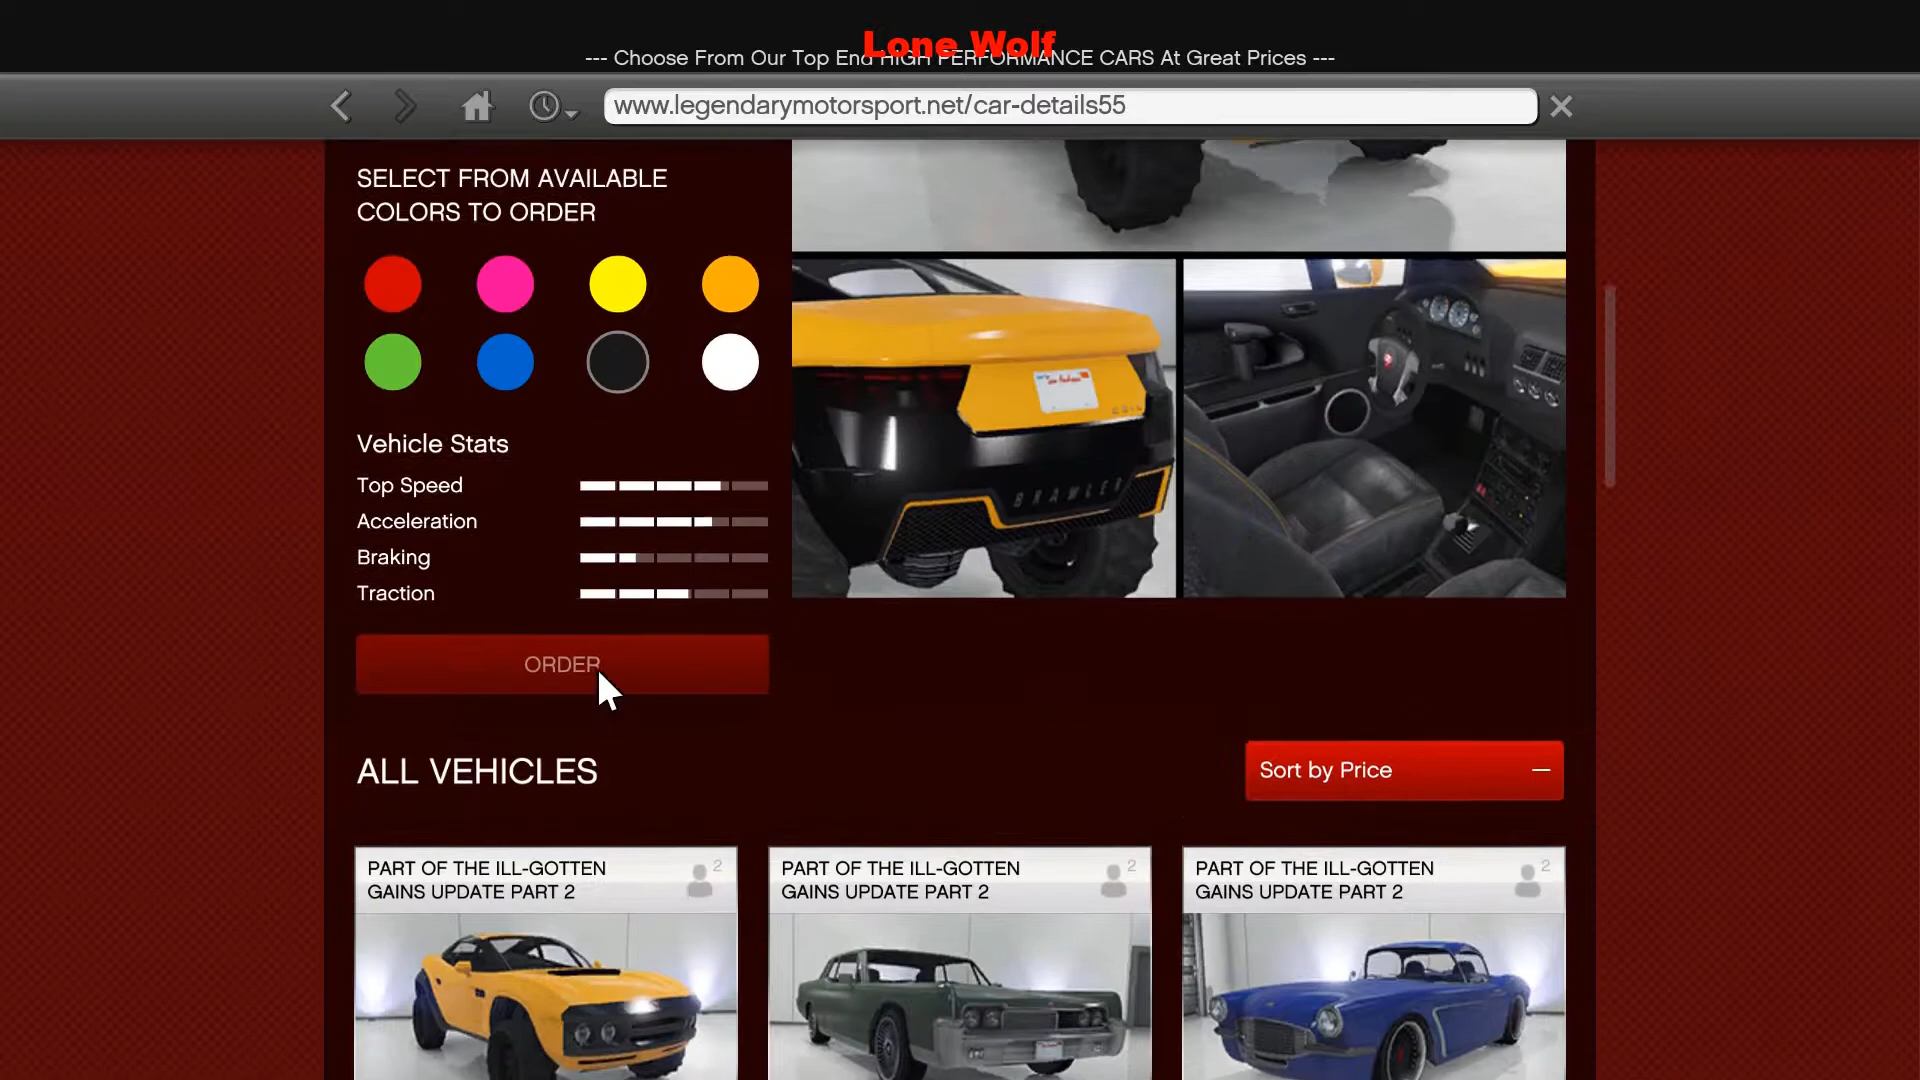 Lone Wolf
--- Choose From Our Top End HIGH PERFORMANCE CARS At Great Prices ---
www.legendarymotorsport.net/car-details55
SELECT FROM AVAILABLE
COLORS TO ORDER
BRAWLER
Vehicle Stats
Top Speed
Acceleration
Braking
Traction
ORDER
ALL VEHICLES
Sort by Price
PART OF THE ILL-GOTTEN
GAINS UPDATE PART 2
2
PART OF THE ILL-GOTTEN
GAINS UPDATE PART 2
2
PART OF THE ILL-GOTTEN
GAINS UPDATE PART 2
2